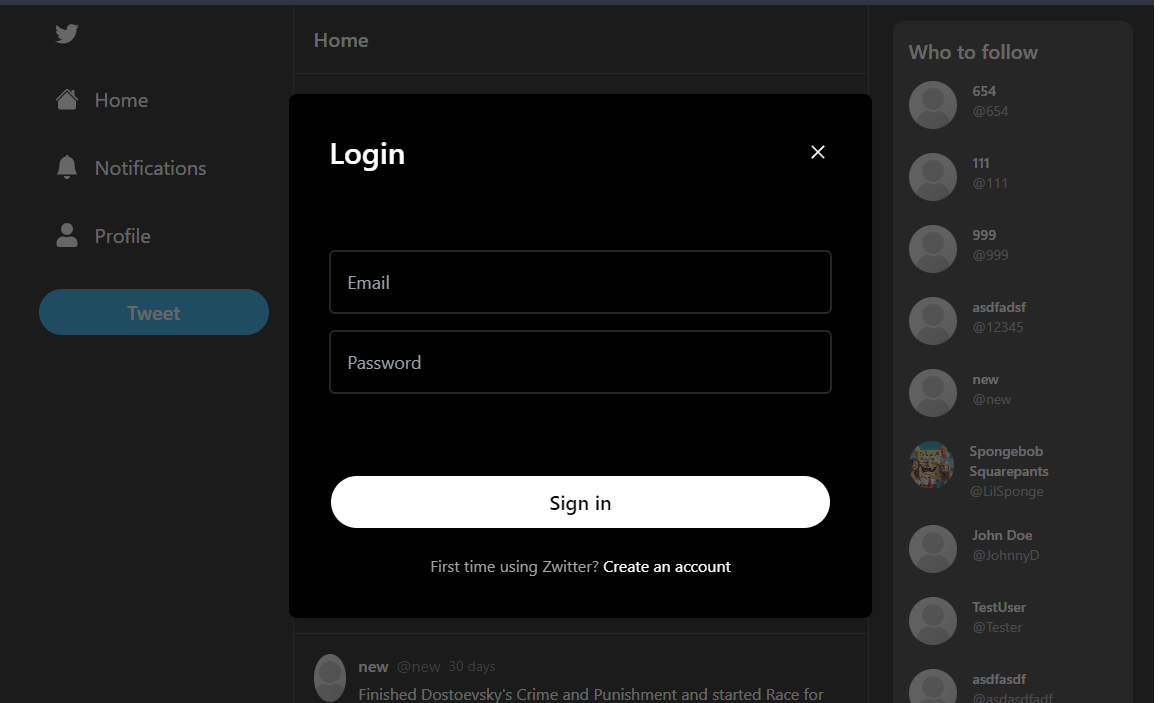 Home
Notifications
Profile
Tweet
Home
Login
Email
Password
Sign in
First time using Zwitter? Create an account
new @new 30 days
Finished Dostoevsky's Crime and Punishment and started Race for
Who to follow
654
@654
111
@111
999
@999
asdfadsf
@12345
new
@new
Spongebob
Squarepants
@LilSponge
John Doe
@JohnnyD
TestUser
@Tester
asdfasdf
@asdasdfadf